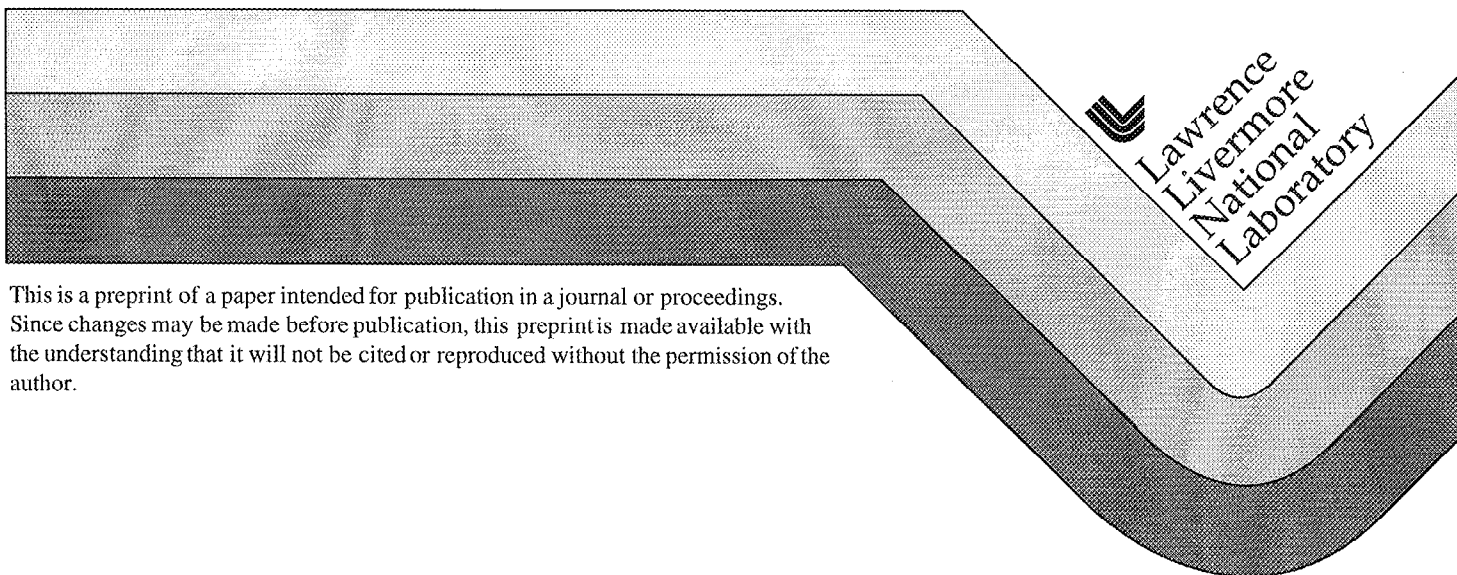 Lawrence
Livermore
National
Laboratory
This is a preprint of a paper intended for publication in a journal or proceedings.
Since changes may be made before publication, this preprint is made available with
the understanding that it will not be cited or reproduced without the permission of the
author.